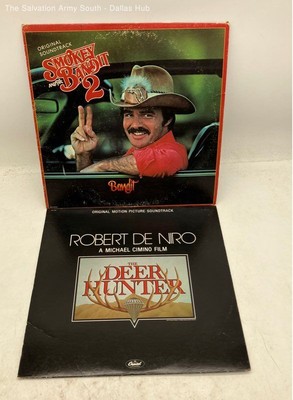 The Salvation Army South - Dallas Hub
ORIGINAL
SOUNDTRACK
SMOKEY
AND THE
BANDIT
2
Bandit
ORIGINAL MOTION PICTURE SOUNDTRACK
ROBERT DE NIRO
A MICHAEL CIMINO FILM
THE
DEER
HUNTER
Capitol